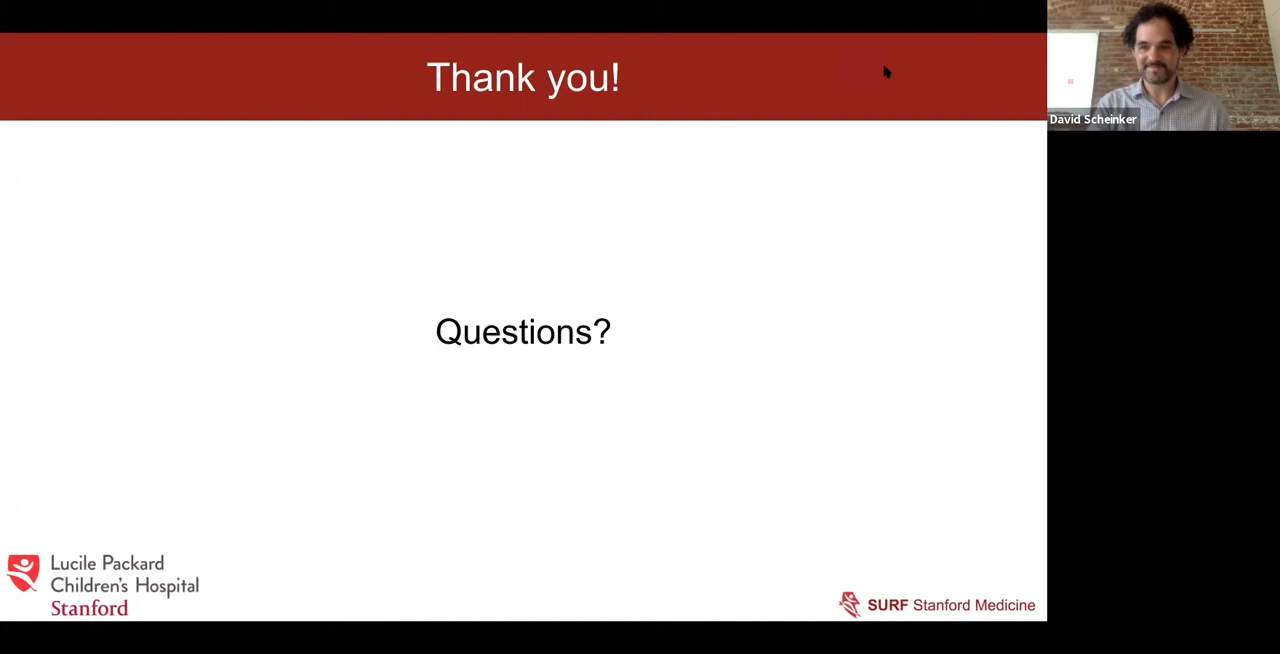 Thank you!
David Scheinker
Questions?
Lucile Packard
Children's Hospital
Stanford
SURF Stanford Medicine